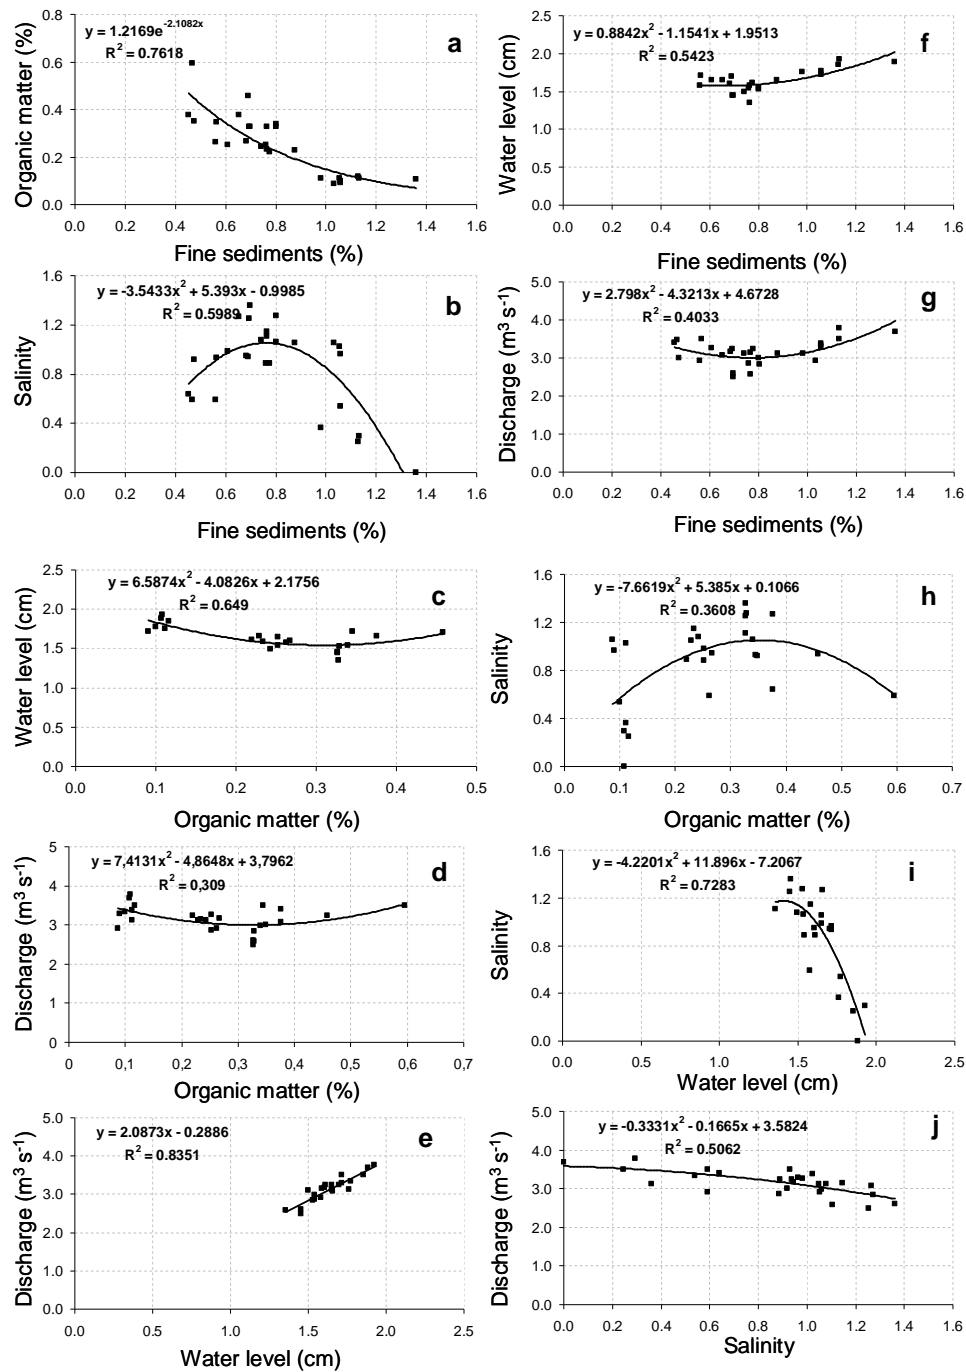 a
y = 1.2169e^-2.1082x
R² = 0.7618
Organic matter (%)
0.8
0.6
0.4
0.2
0.0
0.0 0.2 0.4 0.6 0.8 1.0 1.2 1.4 1.6
Fine sediments (%)
f
y = 0.8842x² - 1.1541x + 1.9513
R² = 0.5423
Water level (cm)
2.5
2.0
1.5
1.0
0.5
0.0
0.0 0.2 0.4 0.6 0.8 1.0 1.2 1.4 1.6
Fine sediments (%)
b
y = -3.5433x² + 5.393x - 0.9985
R² = 0.5989
Salinity
1.6
1.2
0.8
0.4
0.0
0.0 0.2 0.4 0.6 0.8 1.0 1.2 1.4 1.6
Fine sediments (%)
g
y = 2.798x² - 4.3213x + 4.6728
R² = 0.4033
Discharge (m³ s⁻¹)
5.0
4.0
3.0
2.0
1.0
0.0
0.0 0.2 0.4 0.6 0.8 1.0 1.2 1.4 1.6
Fine sediments (%)
c
y = 6.5874x² - 4.0826x + 2.1756
R² = 0.649
Water level (cm)
2.5
2.0
1.5
1.0
0.5
0.0
0.0 0.1 0.2 0.3 0.4 0.5
Organic matter (%)
h
y = -7.6619x² + 5.385x + 0.1066
R² = 0.3608
Salinity
1.6
1.2
0.8
0.4
0.0
0.0 0.1 0.2 0.3 0.4 0.5 0.6 0.7
Organic matter (%)
d
y = 7,4131x² - 4,8648x + 3,7962
R² = 0,309
Discharge (m³ s⁻¹)
5
4
3
2
1
0
0 0,1 0,2 0,3 0,4 0,5 0,6 0,7
Organic matter (%)
i
y = -4.2201x² + 11.896x - 7.2067
R² = 0.7283
Salinity
1.6
1.2
0.8
0.4
0.0
0.0 0.5 1.0 1.5 2.0 2.5
Water level (cm)
e
y = 2.0873x - 0.2886
R² = 0.8351
Discharge (m³ s⁻¹)
5.0
4.0
3.0
2.0
1.0
0.0
0.0 0.5 1.0 1.5 2.0 2.5
Water level (cm)
j
y = -0.3331x² - 0.1665x + 3.5824
R² = 0.5062
Discharge (m³ s⁻¹)
5.0
4.0
3.0
2.0
1.0
0.0
0.0 0.2 0.4 0.6 0.8 1.0 1.2 1.4 1.6
Salinity